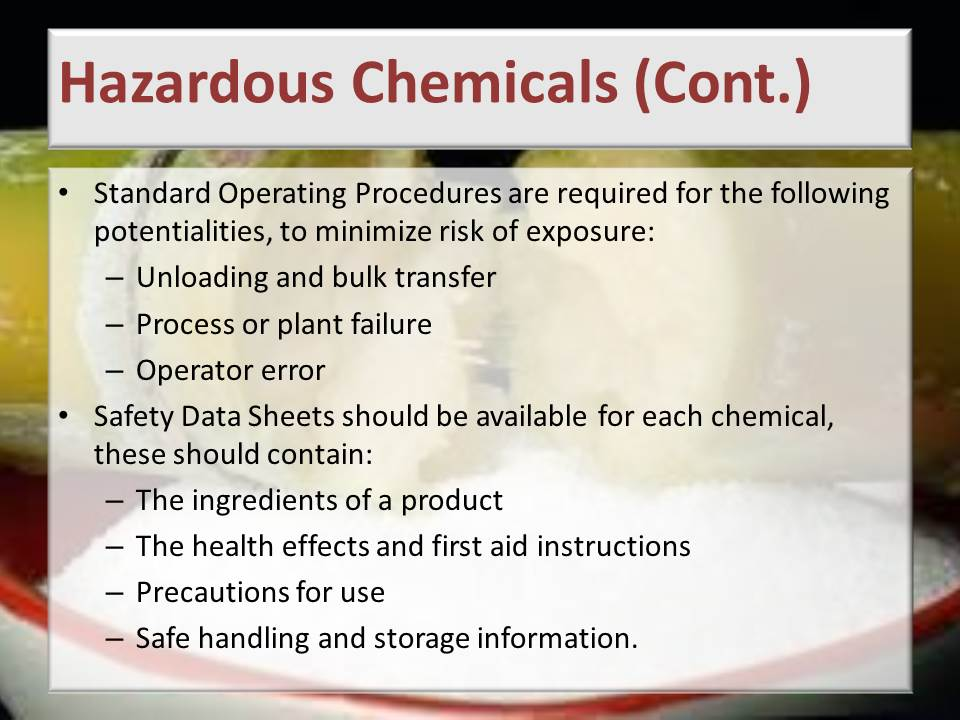 Hazardous Chemicals (Cont.)
• Standard Operating Procedures are required for the following
potentialities, to minimize risk of exposure:
– Unloading and bulk transfer
– Process or plant failure
– Operator error
• Safety Data Sheets should be available for each chemical,
these should contain:
– The ingredients of a product
– The health effects and first aid instructions
– Precautions for use
– Safe handling and storage information.